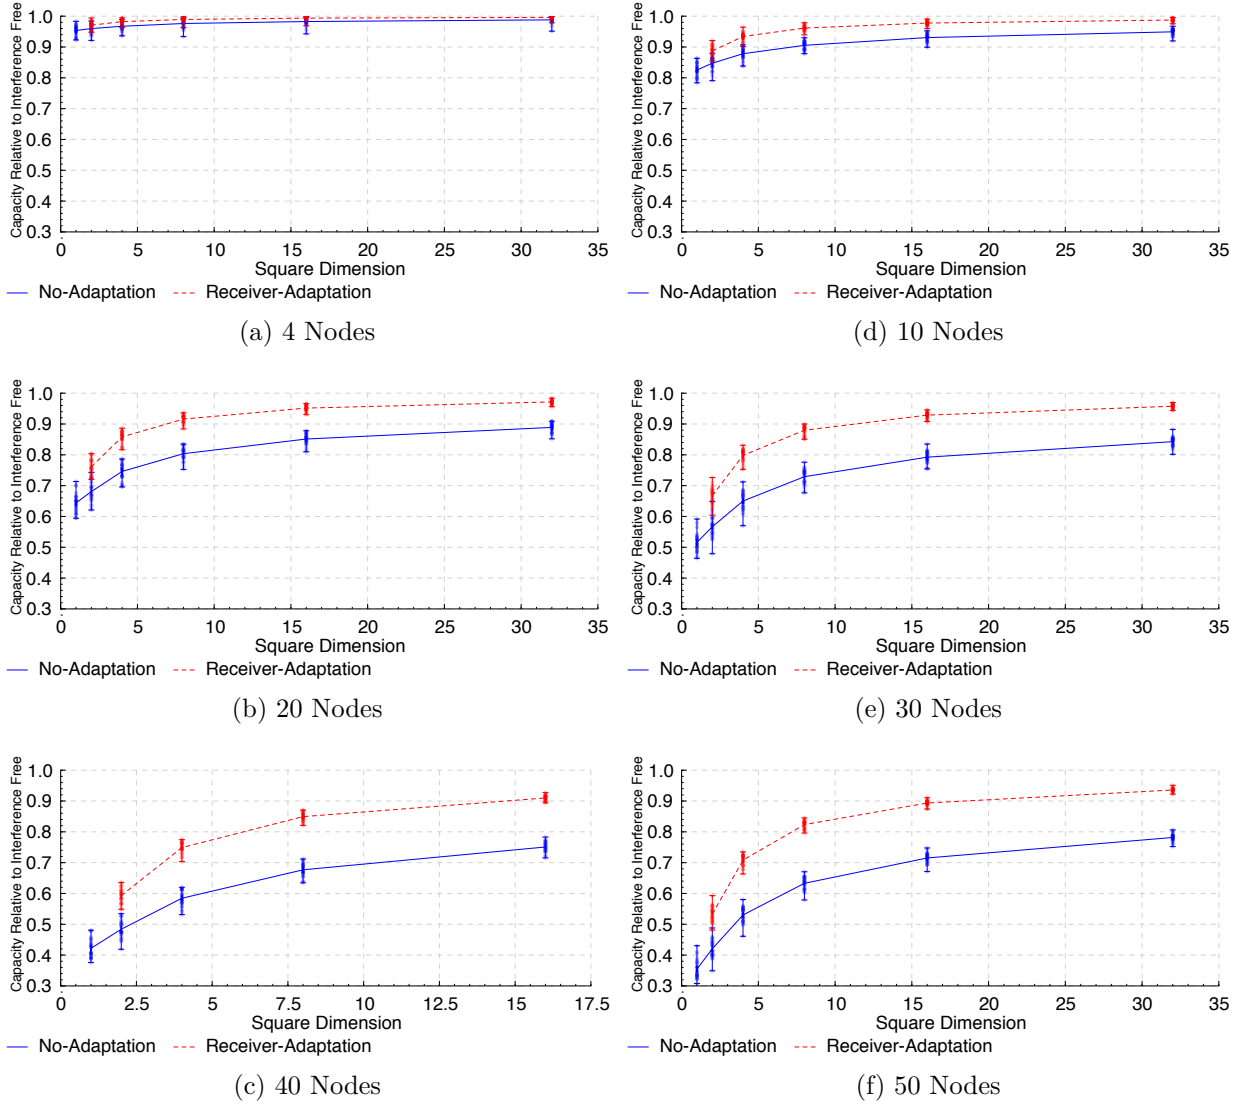 Capacity Relative to Interference Free
1.0
0.9
0.8
0.7
0.6
0.5
0.4
0.3
0 5 10 15 20 25 30 35
Square Dimension
No-Adaptation Receiver-Adaptation
(a) 4 Nodes
Capacity Relative to Interference Free
1.0
0.9
0.8
0.7
0.6
0.5
0.4
0.3
0 5 10 15 20 25 30 35
Square Dimension
No-Adaptation Receiver-Adaptation
(d) 10 Nodes
Capacity Relative to Interference Free
1.0
0.9
0.8
0.7
0.6
0.5
0.4
0.3
0 5 10 15 20 25 30 35
Square Dimension
No-Adaptation Receiver-Adaptation
(b) 20 Nodes
Capacity Relative to Interference Free
1.0
0.9
0.8
0.7
0.6
0.5
0.4
0.3
0 5 10 15 20 25 30 35
Square Dimension
No-Adaptation Receiver-Adaptation
(e) 30 Nodes
Capacity Relative to Interference Free
1.0
0.9
0.8
0.7
0.6
0.5
0.4
0.3
0 2.5 5 7.5 10 12.5 15 17.5
Square Dimension
No-Adaptation Receiver-Adaptation
(c) 40 Nodes
Capacity Relative to Interference Free
1.0
0.9
0.8
0.7
0.6
0.5
0.4
0.3
0 5 10 15 20 25 30 35
Square Dimension
No-Adaptation Receiver-Adaptation
(f) 50 Nodes